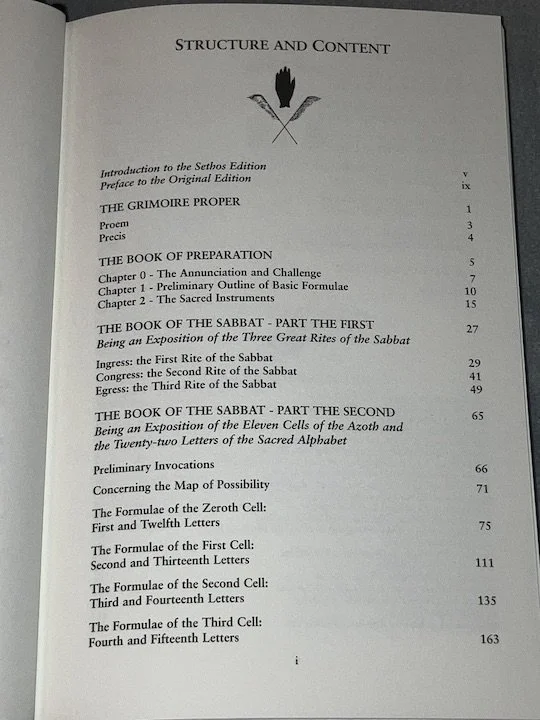 STRUCTURE AND CONTENT
Introduction to the Sethos Edition v
Preface to the Original Edition ix
THE GRIMOIRE PROPER 1
Proem 3
Precis 4
THE BOOK OF PREPARATION 5
Chapter 0 - The Annunciation and Challenge 7
Chapter 1 - Preliminary Outline of Basic Formulae 10
Chapter 2 - The Sacred Instruments 15
THE BOOK OF THE SABBAT - PART THE FIRST 27
Being an Exposition of the Three Great Rites of the Sabbat
Ingress: the First Rite of the Sabbat 29
Congress: the Second Rite of the Sabbat 41
Egress: the Third Rite of the Sabbat 49
THE BOOK OF THE SABBAT - PART THE SECOND 65
Being an Exposition of the Eleven Cells of the Azoth and
the Twenty-two Letters of the Sacred Alphabet
Preliminary Invocations 66
Concerning the Map of Possibility 71
The Formulae of the Zeroth Cell:
First and Twelfth Letters 75
The Formulae of the First Cell:
Second and Thirteenth Letters 111
The Formulae of the Second Cell:
Third and Fourteenth Letters 135
The Formulae of the Third Cell:
Fourth and Fifteenth Letters 163
i